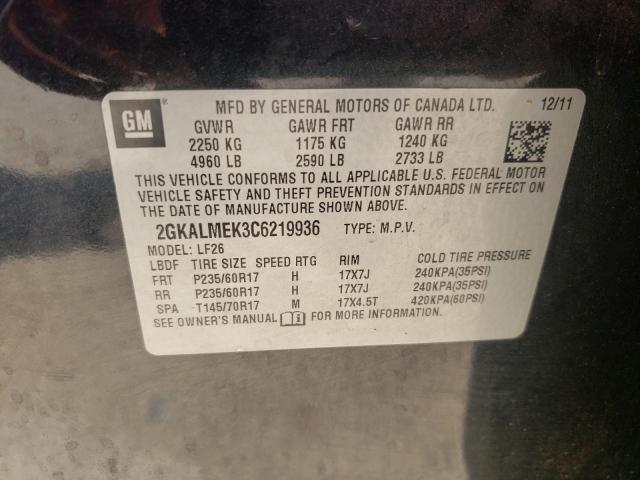 GM
MFD BY GENERAL MOTORS OF CANADA LTD. 12/11
GVWR GAWR FRT GAWR RR
2250 KG 1175 KG 1240 KG
4960 LB 2590 LB 2733 LB
THIS VEHICLE CONFORMS TO ALL APPLICABLE U.S. FEDERAL MOTOR
VEHICLE SAFETY AND THEFT PREVENTION STANDARDS IN EFFECT ON
THE DATE OF MANUFACTURE SHOWN ABOVE.
2GKALMEK3C6219936 TYPE: M.P.V.
MODEL: LF26
LBDF TIRE SIZE SPEED RTG RIM COLD TIRE PRESSURE
FRT P235/60R17 H 17X7J 240KPA(35PSI)
RR P235/60R17 H 17X7J 240KPA(35PSI)
SPA T145/70R17 M 17X4.5T 420KPA(60PSI)
SEE OWNER'S MANUAL FOR MORE INFORMATION.